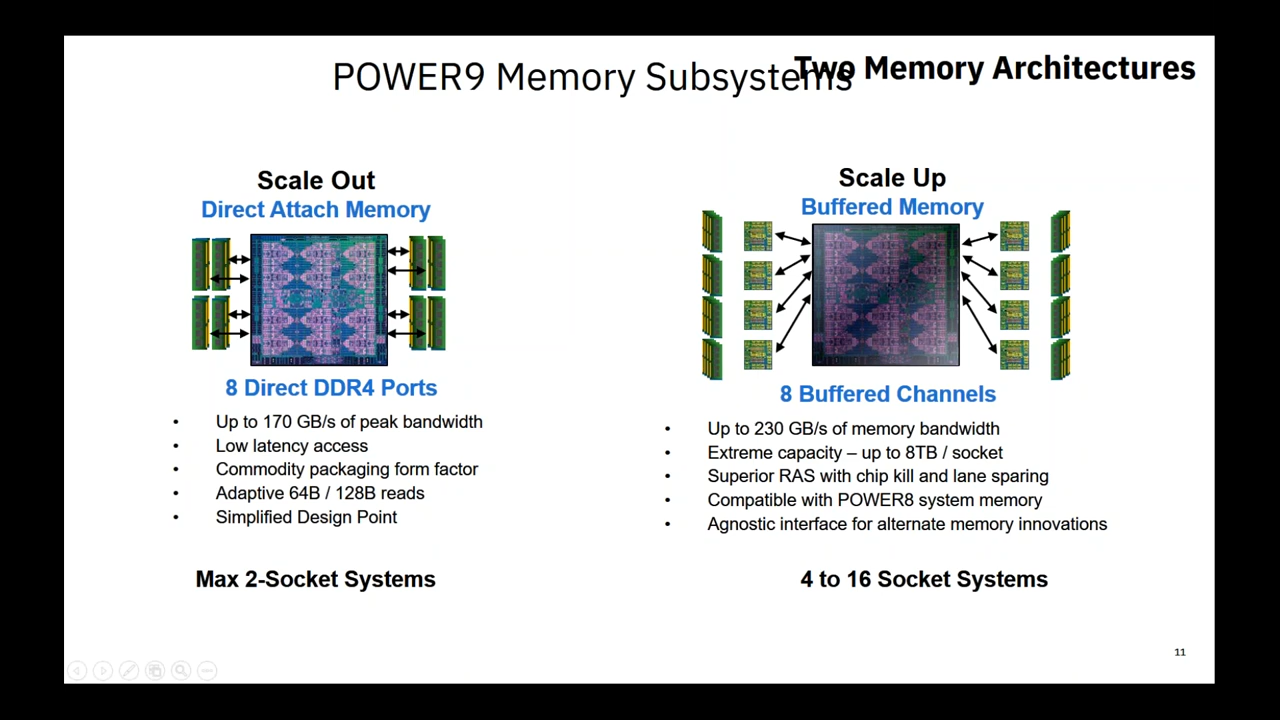 POWER9 Memory Subsystems
Two Memory Architectures
Scale Out
Direct Attach Memory
8 Direct DDR4 Ports
• Up to 170 GB/s of peak bandwidth
• Low latency access
• Commodity packaging form factor
• Adaptive 64B / 128B reads
• Simplified Design Point
Max 2-Socket Systems
Scale Up
Buffered Memory
8 Buffered Channels
• Up to 230 GB/s of memory bandwidth
• Extreme capacity – up to 8TB / socket
• Superior RAS with chip kill and lane sparing
• Compatible with POWER8 system memory
• Agnostic interface for alternate memory innovations
4 to 16 Socket Systems
11